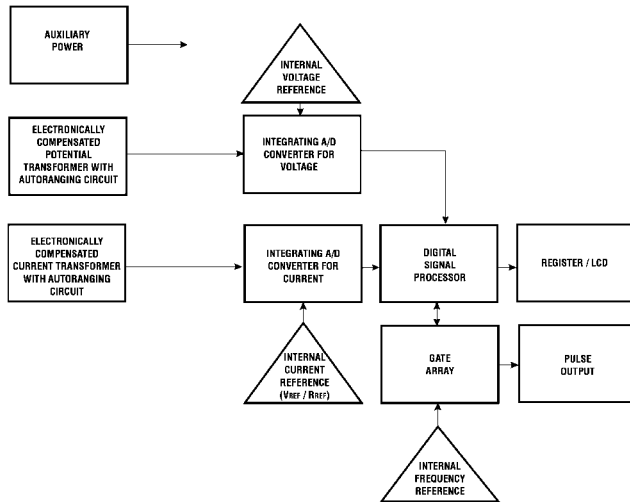 AUXILIARY
POWER
INTERNAL
VOLTAGE
REFERENCE
ELECTRONICALLY
COMPENSATED
POTENTIAL
TRANSFORMER WITH
AUTORANGING CIRCUIT
INTEGRATING A/D
CONVERTER FOR
VOLTAGE
ELECTRONICALLY
COMPENSATED
CURRENT TRANSFORMER
WITH AUTORANGING
CIRCUIT
INTEGRATING A/D
CONVERTER FOR
CURRENT
DIGITAL
SIGNAL
PROCESSOR
REGISTER / LCD
INTERNAL
CURRENT
REFERENCE
(VREF / RREF)
GATE
ARRAY
PULSE
OUTPUT
INTERNAL
FREQUENCY
REFERENCE